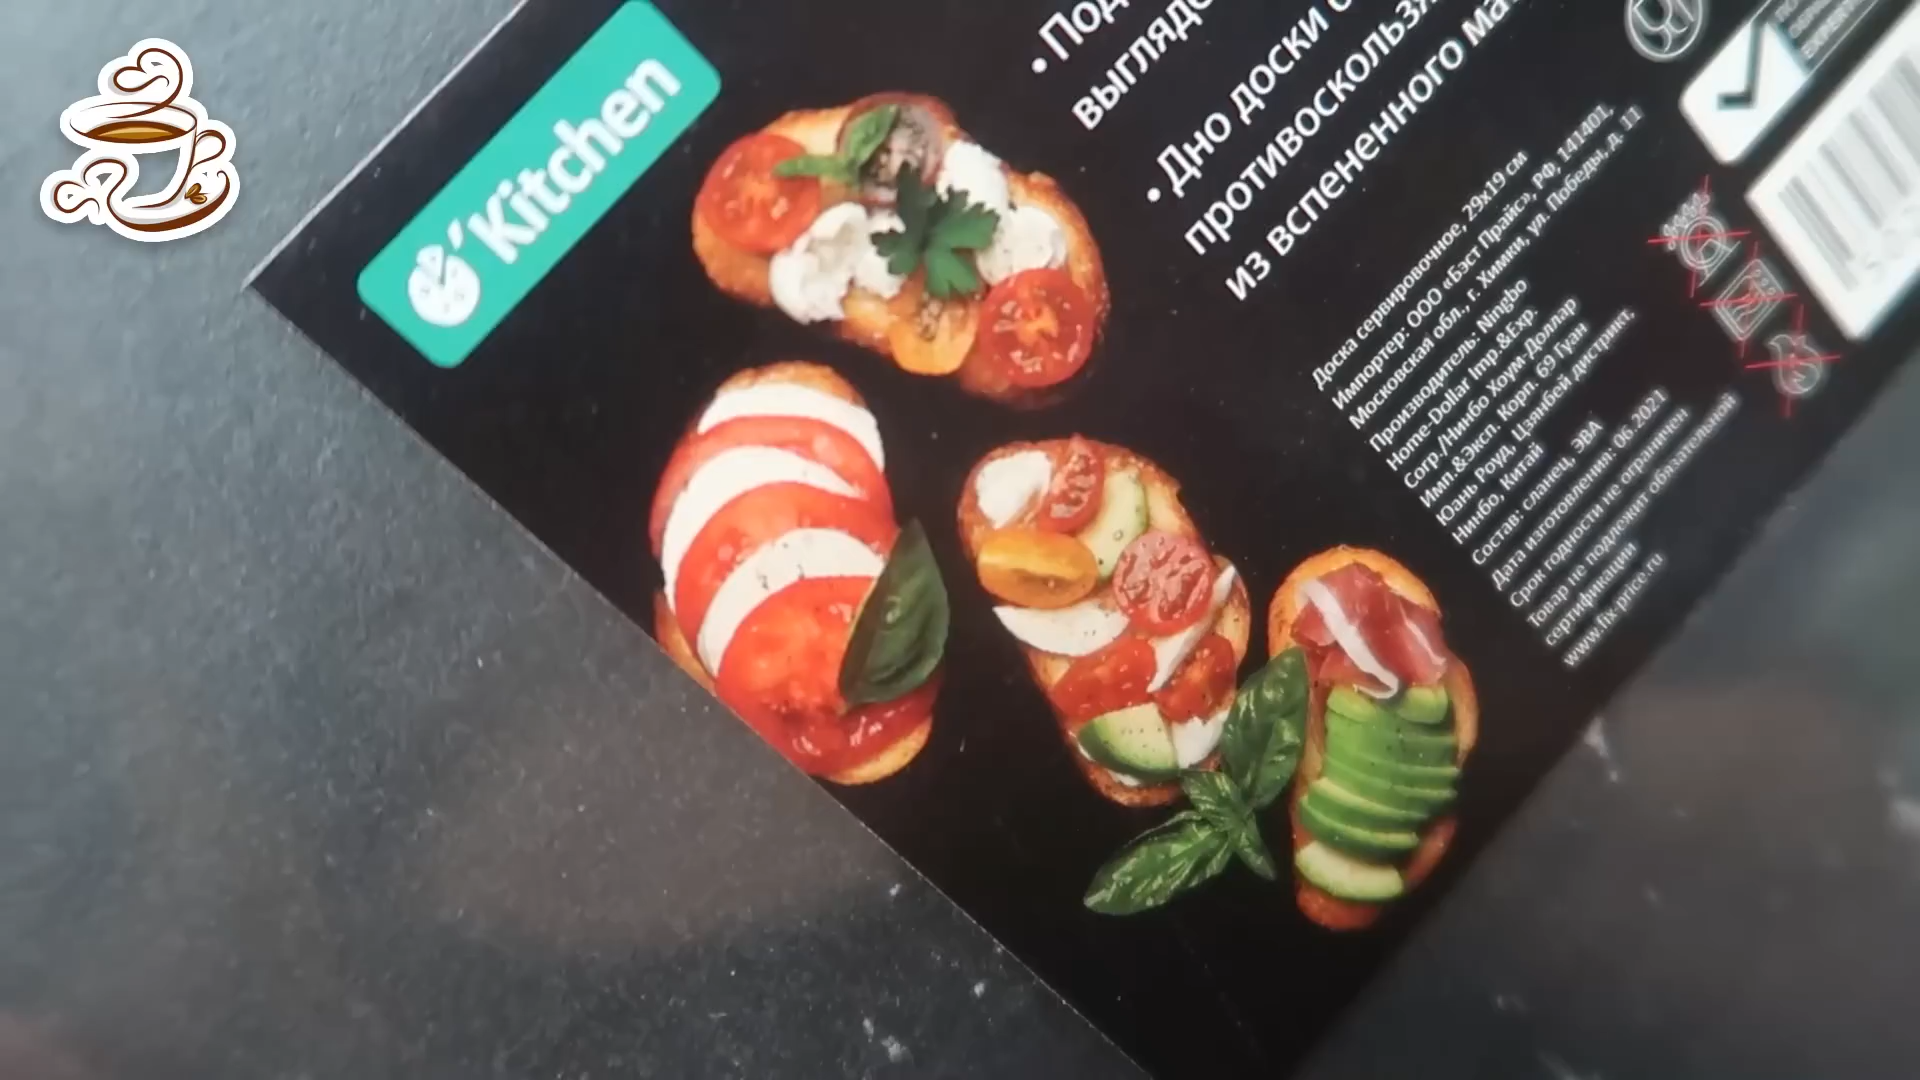 Kitchen
• Под
выгляде
• Дно доски
противоскользя
из вспененного ма
Доска сервировочное, 29x19 см
Импортер: ООО «Бэст Прайс», РФ, 141401,
Московская обл., г. Химки, ул. Победы, д. 11
Производитель: Ningbo
Home-Dollar Imp.&Exp.
Corp./Нинбо Хоум-Доллар
Имп.&Эксп. Корп. 69 Гуан
Юань Роуд, Цзянбей дистрикт,
Нинбо, Китай
Состав: сланец, ЭВА
Дата изготовления: 06.2021
Срок годности не ограничен
Товар не подлежит обязательной
сертификации
www.fix-price.ru